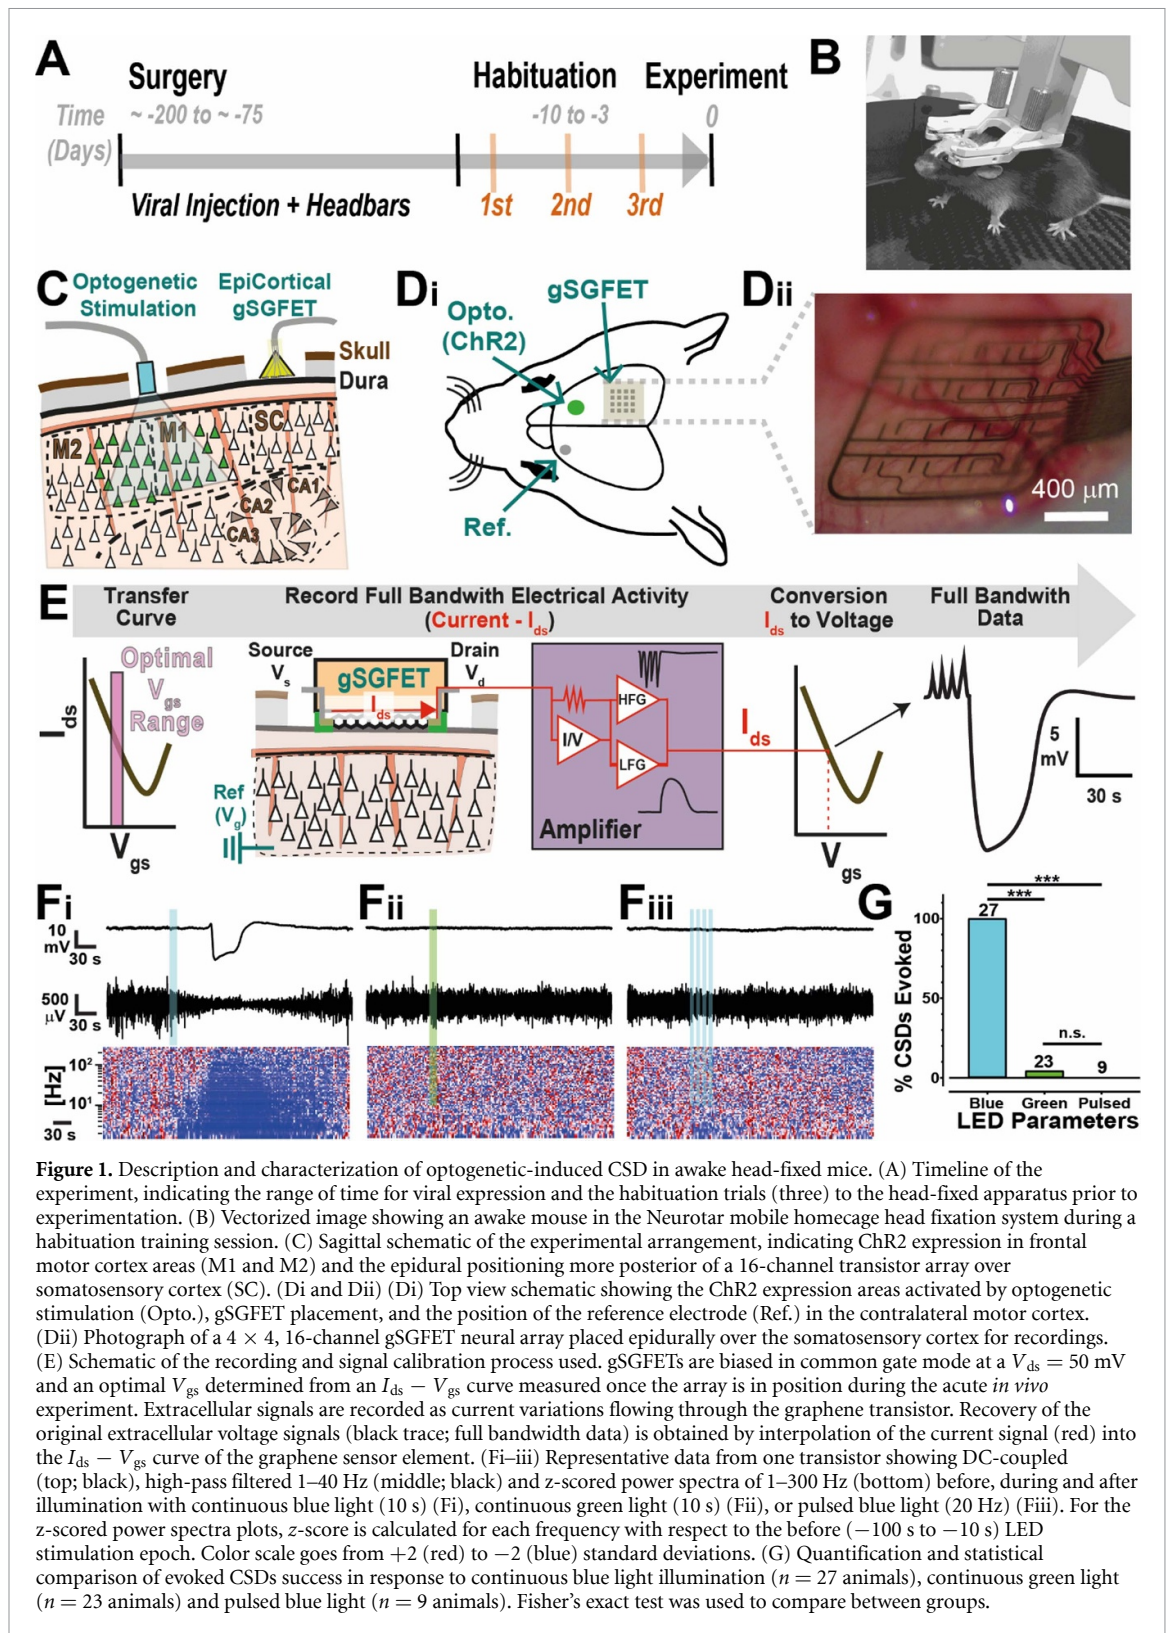 A
Surgery
Habituation
Experiment
Time
(Days)
~ -200 to ~ -75
-10 to -3
0
Viral Injection + Headbars
1st
2nd
3rd
B
C
Optogenetic
Stimulation
EpiCortical
gSGFET
Skull
Dura
M2
M1
SC
CA1
CA2
CA3
Di
Opto.
(ChR2)
gSGFET
Ref.
Dii
400 µm
E
Transfer
Curve
Record Full Bandwith Electrical Activity
(Current - Ids)
Conversion
Ids to Voltage
Full Bandwith
Data
Ids
Optimal
Vgs
Range
Vgs
Source
Vs
gSGFET
Drain
Vd
Ids
Ref
(Vg)
I/V
HFG
LFG
Amplifier
Ids
Vgs
5
mV
30 s
Fi
10
mV
30 s
500
µV
30 s
[Hz]
10²
10¹
30 s
Fii
Fiii
G
% CSDs Evoked
100
50
0
***
***
27
n.s.
23
9
Blue
Green
Pulsed
LED Parameters
Figure 1. Description and characterization of optogenetic-induced CSD in awake head-fixed mice. (A) Timeline of the
experiment, indicating the range of time for viral expression and the habituation trials (three) to the head-fixed apparatus prior to
experimentation. (B) Vectorized image showing an awake mouse in the Neurotar mobile homecage head fixation system during a
habituation training session. (C) Sagittal schematic of the experimental arrangement, indicating ChR2 expression in frontal
motor cortex areas (M1 and M2) and the epidural positioning more posterior of a 16-channel transistor array over
somatosensory cortex (SC). (Di and Dii) (Di) Top view schematic showing the ChR2 expression areas activated by optogenetic
stimulation (Opto.), gSGFET placement, and the position of the reference electrode (Ref.) in the contralateral motor cortex.
(Dii) Photograph of a 4 × 4, 16-channel gSGFET neural array placed epidurally over the somatosensory cortex for recordings.
(E) Schematic of the recording and signal calibration process used. gSGFETs are biased in common gate mode at a Vds = 50 mV
and an optimal Vgs determined from an Ids − Vgs curve measured once the array is in position during the acute in vivo
experiment. Extracellular signals are recorded as current variations flowing through the graphene transistor. Recovery of the
original extracellular voltage signals (black trace; full bandwidth data) is obtained by interpolation of the current signal (red) into
the Ids − Vgs curve of the graphene sensor element. (Fi–iii) Representative data from one transistor showing DC-coupled
(top; black), high-pass filtered 1–40 Hz (middle; black) and z-scored power spectra of 1–300 Hz (bottom) before, during and after
illumination with continuous blue light (10 s) (Fi), continuous green light (10 s) (Fii), or pulsed blue light (20 Hz) (Fiii). For the
z-scored power spectra plots, z-score is calculated for each frequency with respect to the before (−100 s to −10 s) LED
stimulation epoch. Color scale goes from +2 (red) to −2 (blue) standard deviations. (G) Quantification and statistical
comparison of evoked CSDs success in response to continuous blue light illumination (n = 27 animals), continuous green light
(n = 23 animals) and pulsed blue light (n = 9 animals). Fisher's exact test was used to compare between groups.